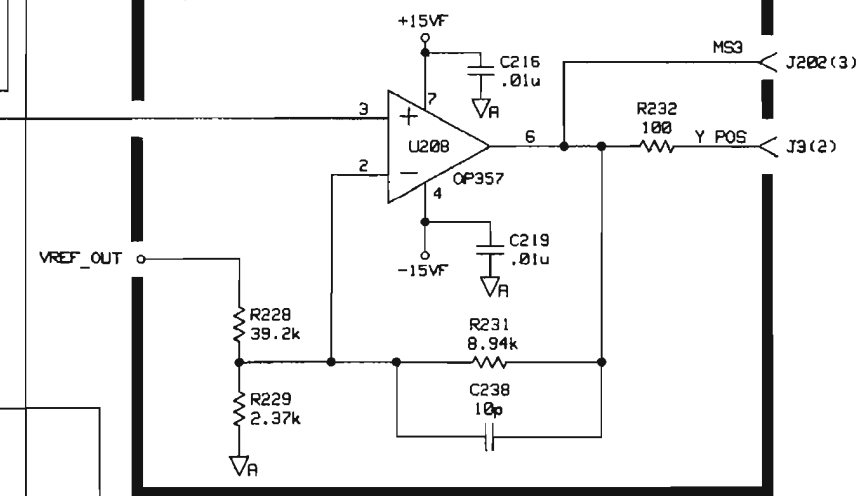 +15VF
C216
.01u
A
7
3
+
U208
6
2
−
OP357
4
MS3
J202(3)
R232
100
Y POS
J3(2)
C219
.01u
A
-15VF
VREF_OUT
R228
39.2k
R231
8.94k
C238
10p
R229
2.37k
A